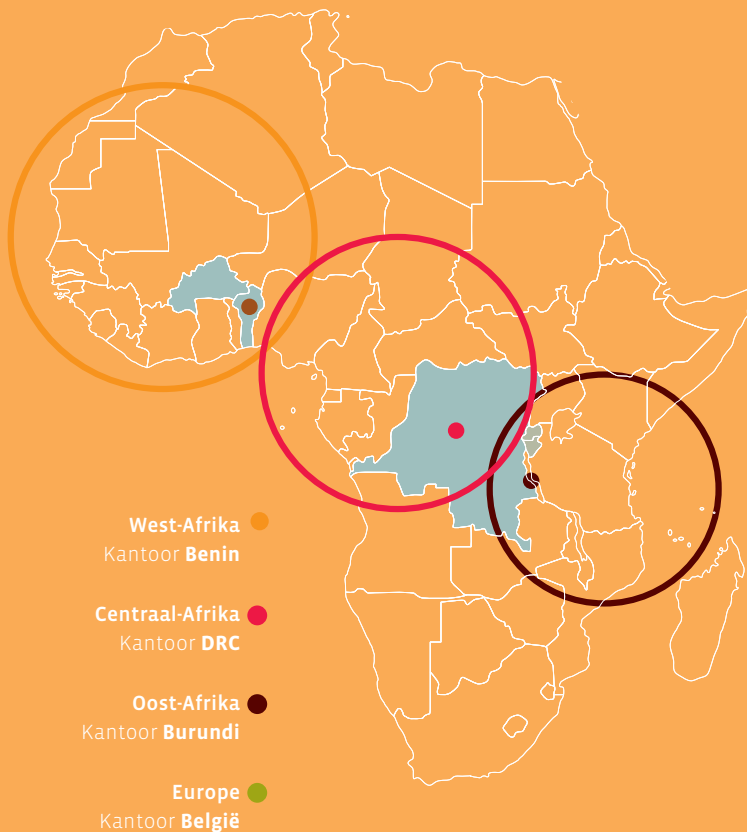 West-Afrika
Kantoor Benin
Centraal-Afrika
Kantoor DRC
Oost-Afrika
Kantoor Burundi
Europe
Kantoor België